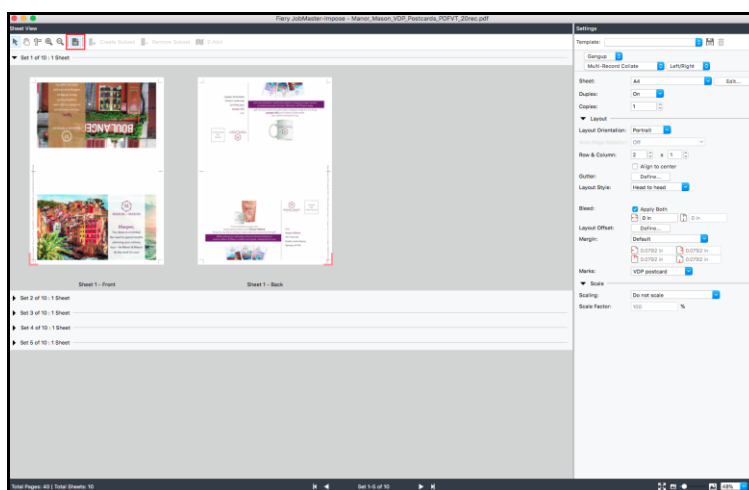 Fiery JobMaster-Impose - Manor_Mason_VDP_Postcards_PDFVT_20rec.pdf
Sheet View
Create Subset Remove Subset Z-Add
Set 1 of 10 : 1 Sheet
BOULANGE
Margan,
Sheet 1 - Front
Sheet 1 - Back
Set 2 of 10 : 1 Sheet
Set 3 of 10 : 1 Sheet
Set 4 of 10 : 1 Sheet
Set 5 of 10 : 1 Sheet
Total Pages: 40 | Total Sheets: 10
Set 1-5 of 10
48%
Settings
Template:
Gangup
Multi-Record Collate Left/Right
Sheet: A4 Edit...
Duplex: On
Copies: 1
Layout
Layout Orientation: Portrait
Off
Row & Column: 2 x 1
Align to center
Gutter: Define...
Layout Style: Head to head
Bleed: Apply Both
0 in 0 in
Layout Offset: Define...
Margin: Default
0.0792 in 0.0792 in
0.0792 in 0.0792 in
Marks: VDP postcard
Scale
Scaling: Do not scale
Scale Factor: 100 %